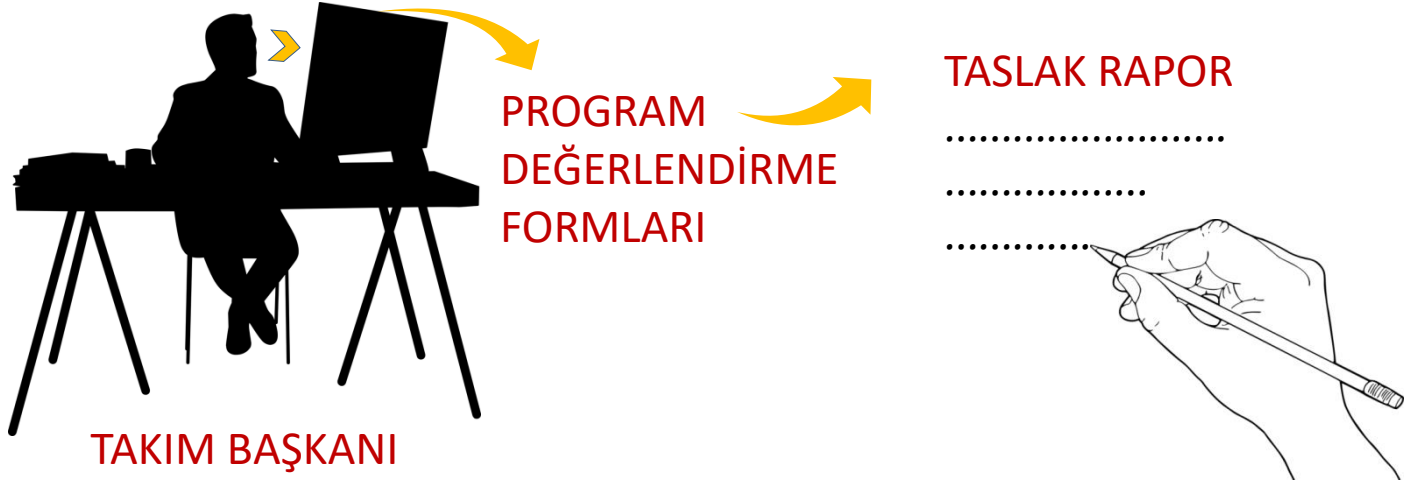 TAKIM BAŞKANI
PROGRAM
DEĞERLENDİRME
FORMLARI
TASLAK RAPOR
.........................
..................
.............